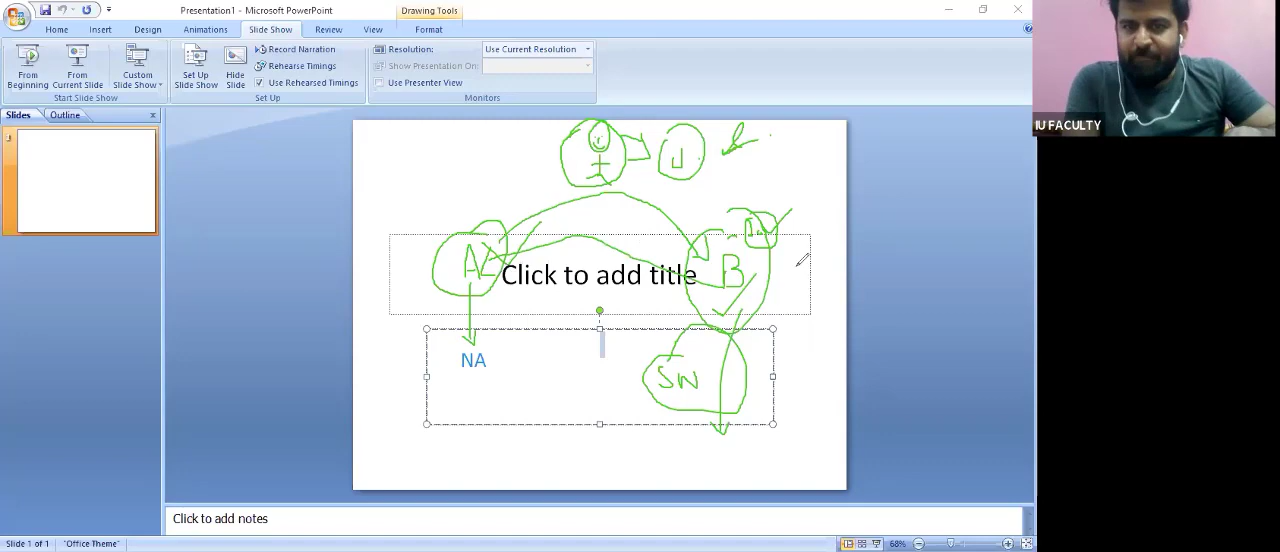 Presentation1 - Microsoft PowerPoint
Drawing Tools
Home Insert Design Animations Slide Show Review View Format
From Beginning
From Current Slide
Custom Slide Show
Start Slide Show
Set Up Slide Show
Hide Slide
Record Narration
Rehearse Timings
Use Rehearsed Timings
Set Up
Resolution: Use Current Resolution
Show Presentation On:
Use Presenter View
Monitors
IU FACULTY
Slides Outline
1
J
A
B
Click to add title
NA
SN
Click to add notes
Slide 1 of 1 "Office Theme" 68%